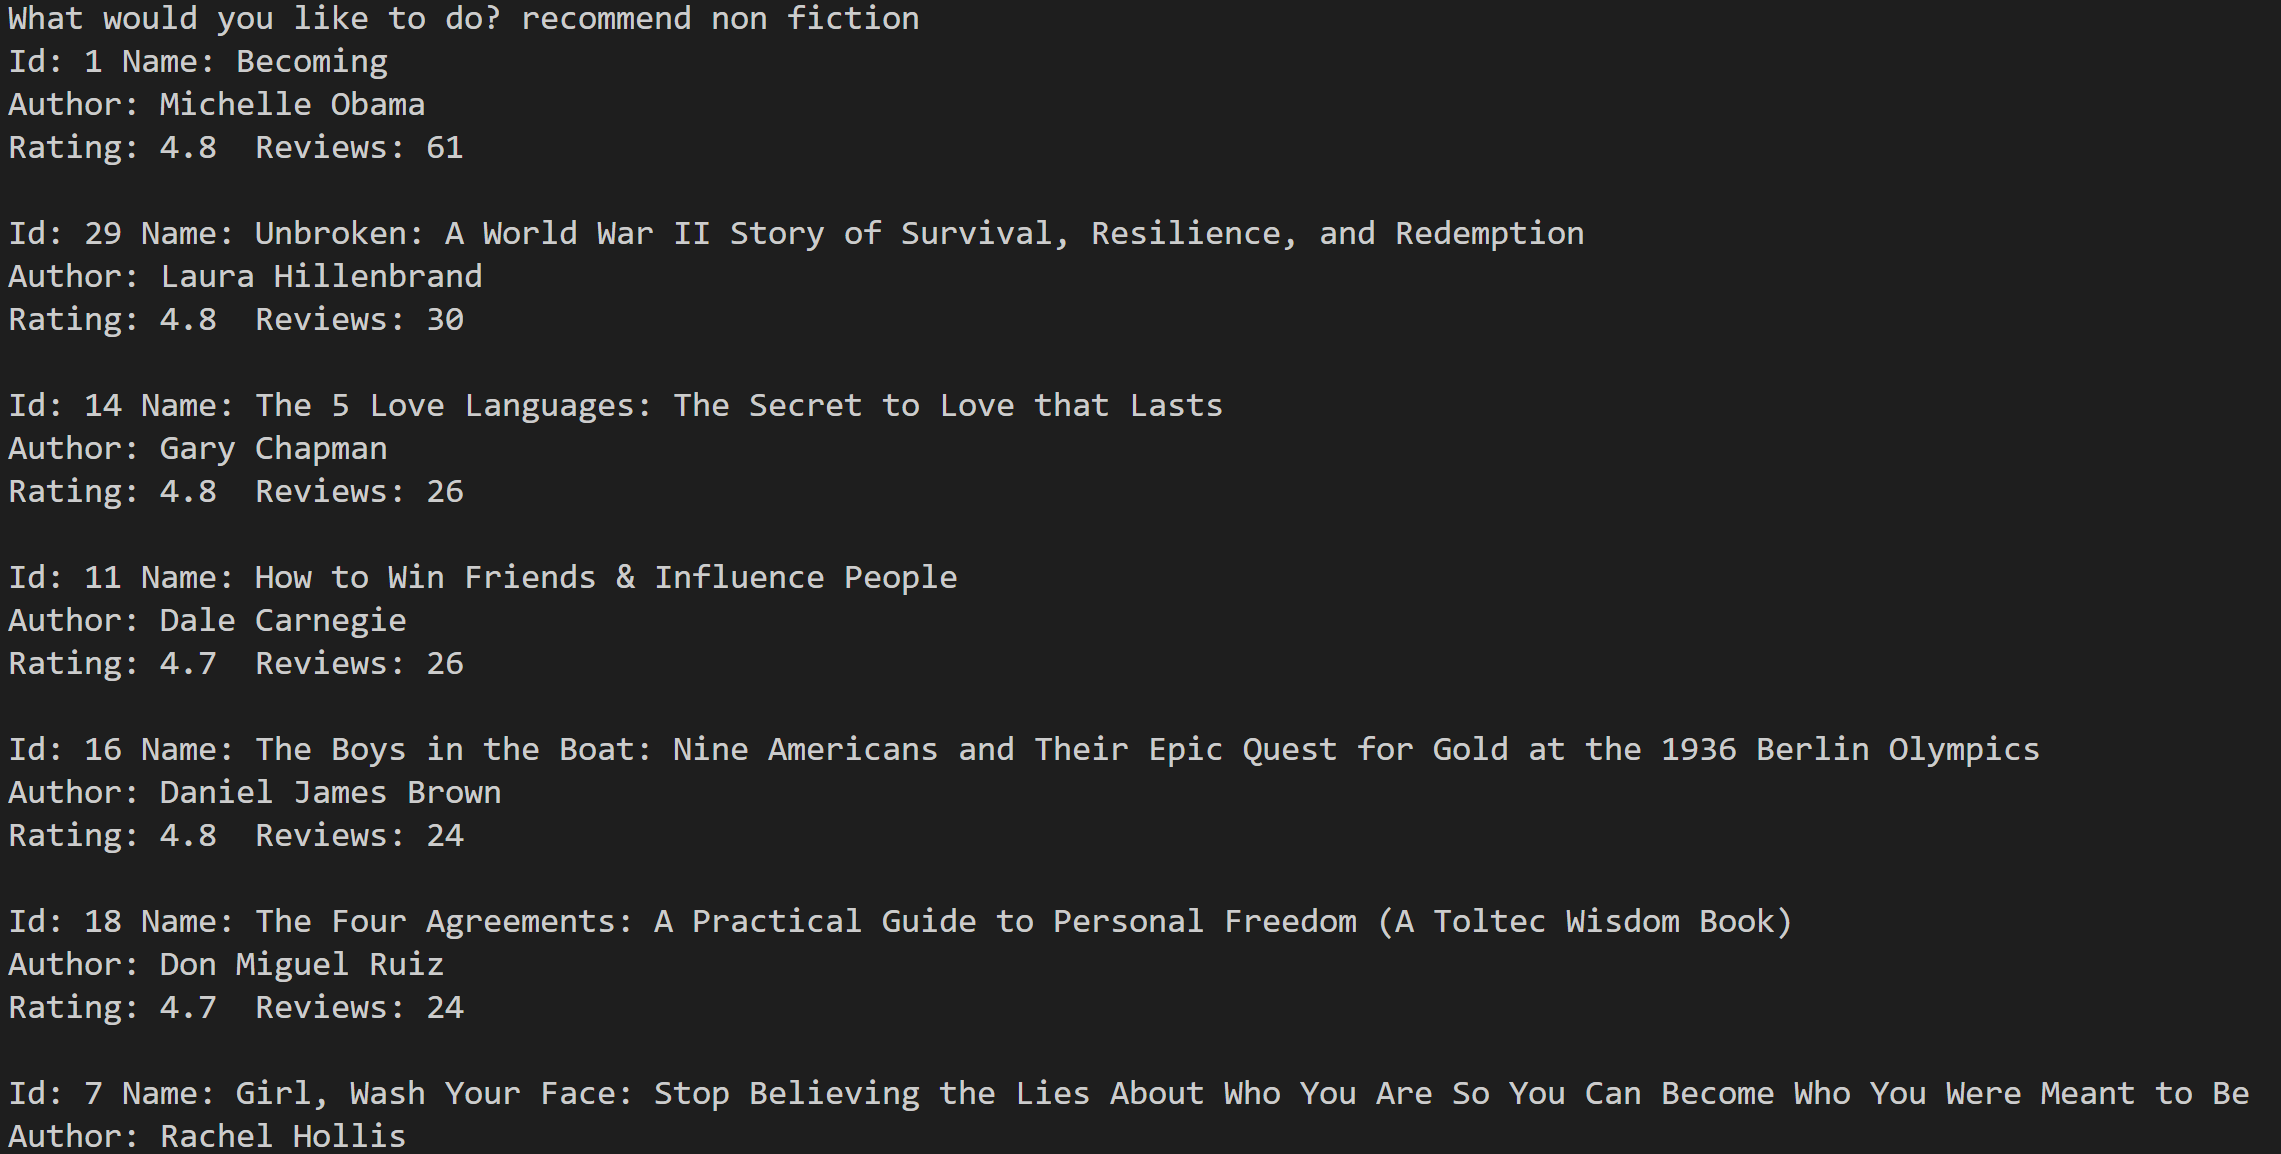 What would you like to do? recommend non fiction
Id: 1 Name: Becoming
Author: Michelle Obama
Rating: 4.8  Reviews: 61
Id: 29 Name: Unbroken: A World War II Story of Survival, Resilience, and Redemption
Author: Laura Hillenbrand
Rating: 4.8  Reviews: 30
Id: 14 Name: The 5 Love Languages: The Secret to Love that Lasts
Author: Gary Chapman
Rating: 4.8  Reviews: 26
Id: 11 Name: How to Win Friends & Influence People
Author: Dale Carnegie
Rating: 4.7  Reviews: 26
Id: 16 Name: The Boys in the Boat: Nine Americans and Their Epic Quest for Gold at the 1936 Berlin Olympics
Author: Daniel James Brown
Rating: 4.8  Reviews: 24
Id: 18 Name: The Four Agreements: A Practical Guide to Personal Freedom (A Toltec Wisdom Book)
Author: Don Miguel Ruiz
Rating: 4.7  Reviews: 24
Id: 7 Name: Girl, Wash Your Face: Stop Believing the Lies About Who You Are So You Can Become Who You Were Meant to Be
Author: Rachel Hollis